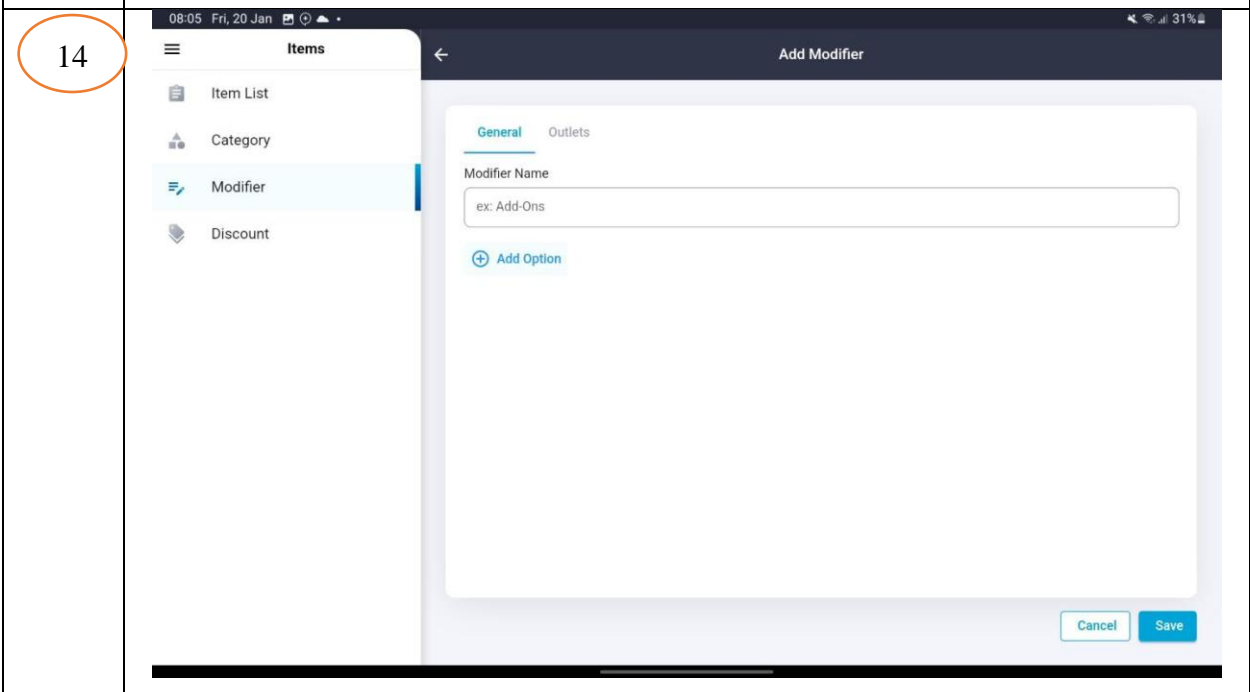 14
08:05 Fri, 20 Jan
31%
Items
Add Modifier
Item List
Category
Modifier
Discount
General Outlets
Modifier Name
ex: Add-Ons
Add Option
Cancel Save